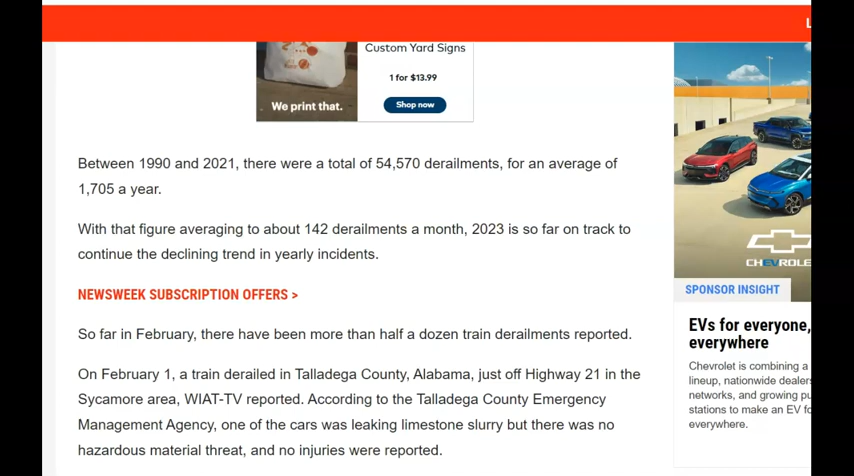 L
Custom Yard Signs
1 for $13.99
We print that.
Shop now
Between 1990 and 2021, there were a total of 54,570 derailments, for an average of
1,705 a year.
With that figure averaging to about 142 derailments a month, 2023 is so far on track to
continue the declining trend in yearly incidents.
NEWSWEEK SUBSCRIPTION OFFERS >
So far in February, there have been more than half a dozen train derailments reported.
On February 1, a train derailed in Talladega County, Alabama, just off Highway 21 in the
Sycamore area, WIAT-TV reported. According to the Talladega County Emergency
Management Agency, one of the cars was leaking limestone slurry but there was no
hazardous material threat, and no injuries were reported.
CHEVROLE
SPONSOR INSIGHT
EVs for everyone,
everywhere
Chevrolet is combining a
lineup, nationwide dealers
networks, and growing pu
stations to make an EV fo
everywhere.